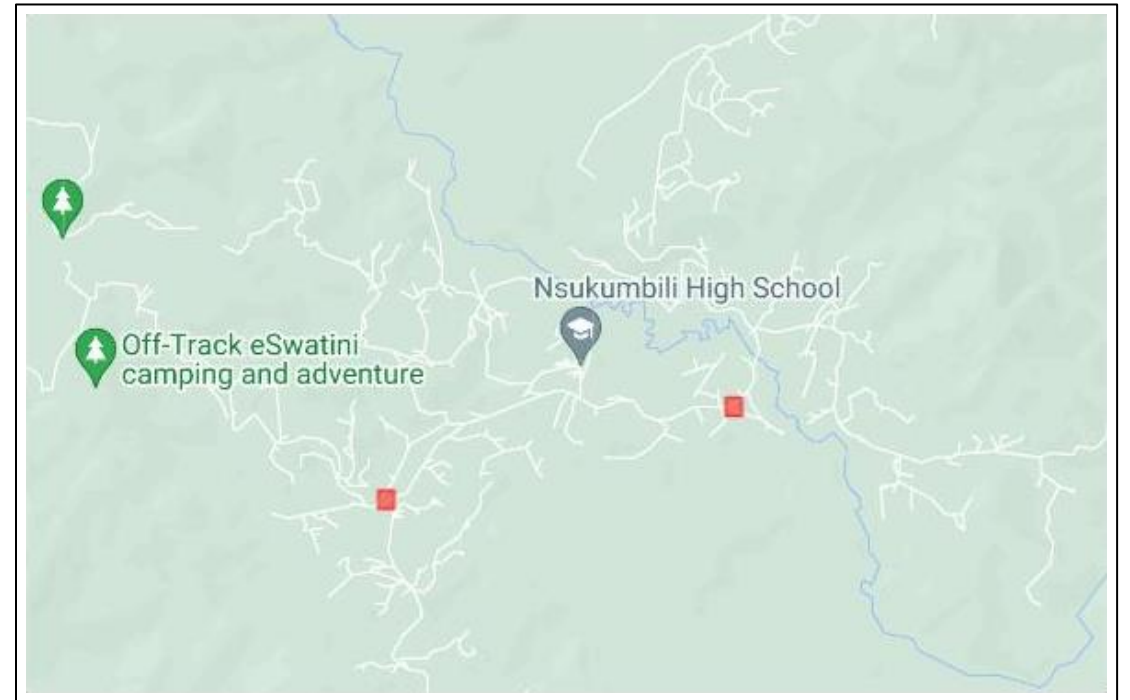 Nsukumbili High School
Off-Track eSwatini
camping and adventure